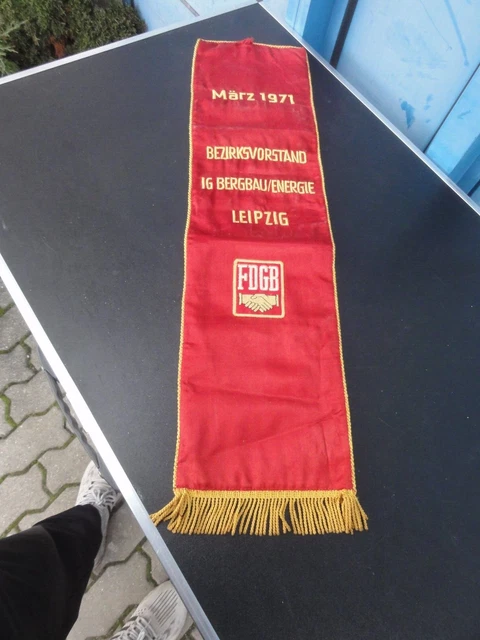 März 1971
BEZIRKSVORSTAND
IG BERGBAU/ENERGIE
LEIPZIG
FDGB